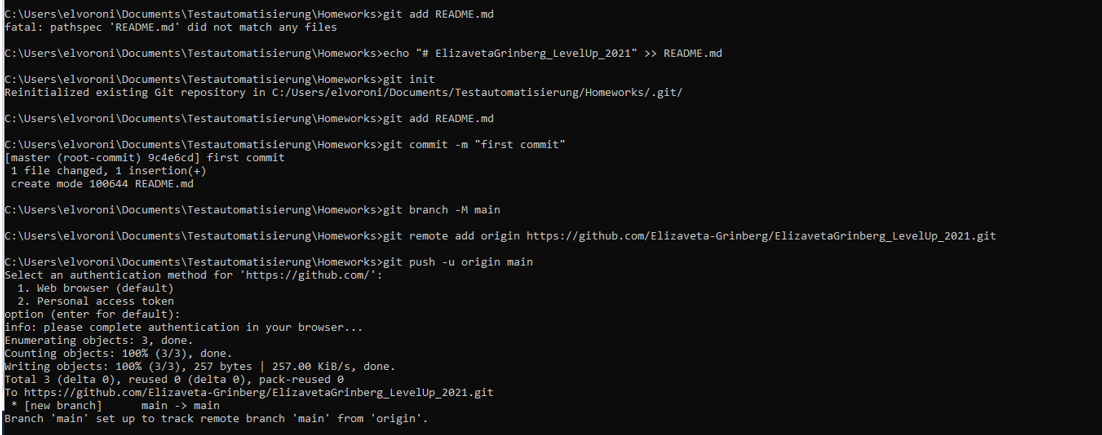 C:\Users\elvoroni\Documents\Testautomatisierung\Homeworks>git add README.md
fatal: pathspec 'README.md' did not match any files
C:\Users\elvoroni\Documents\Testautomatisierung\Homeworks>echo "# ElizavetaGrinberg_LevelUp_2021" >> README.md
C:\Users\elvoroni\Documents\Testautomatisierung\Homeworks>git init
Reinitialized existing Git repository in C:/Users/elvoroni/Documents/Testautomatisierung/Homeworks/.git/
C:\Users\elvoroni\Documents\Testautomatisierung\Homeworks>git add README.md
C:\Users\elvoroni\Documents\Testautomatisierung\Homeworks>git commit -m "first commit"
[master (root-commit) 9c4e6cd] first commit
 1 file changed, 1 insertion(+)
 create mode 100644 README.md
C:\Users\elvoroni\Documents\Testautomatisierung\Homeworks>git branch -M main
C:\Users\elvoroni\Documents\Testautomatisierung\Homeworks>git remote add origin https://github.com/Elizaveta-Grinberg/ElizavetaGrinberg_LevelUp_2021.git
C:\Users\elvoroni\Documents\Testautomatisierung\Homeworks>git push -u origin main
Select an authentication method for 'https://github.com/':
  1. Web browser (default)
  2. Personal access token
option (enter for default):
info: please complete authentication in your browser...
Enumerating objects: 3, done.
Counting objects: 100% (3/3), done.
Writing objects: 100% (3/3), 257 bytes | 257.00 KiB/s, done.
Total 3 (delta 0), reused 0 (delta 0), pack-reused 0
To https://github.com/Elizaveta-Grinberg/ElizavetaGrinberg_LevelUp_2021.git
 * [new branch]      main -> main
Branch 'main' set up to track remote branch 'main' from 'origin'.